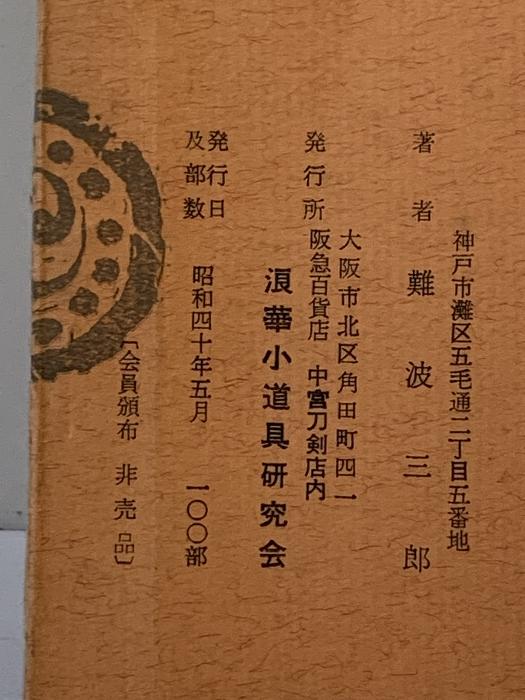 神戸市灘区五毛通二丁目五番地
著者 難波三郎
大阪市北区角田町四一
発行所 阪急百貨店 中宮刀剣店内
浪華小道具研究会
発行日
及部数 昭和四十年五月 一〇〇部
〔会員頒布 非売品〕